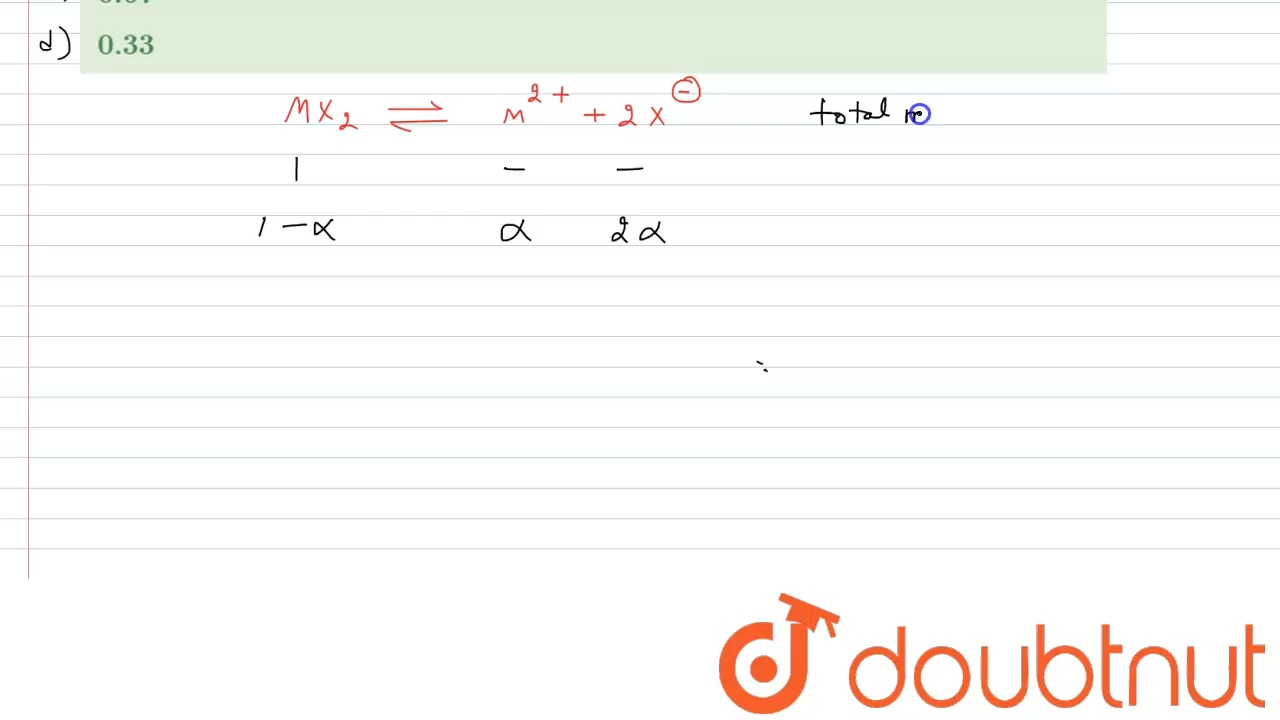 d) 0.33
MX₂ ⇌ M²⁺ + 2X⁻ total
1 – –
1 – α α 2α
doubtnut